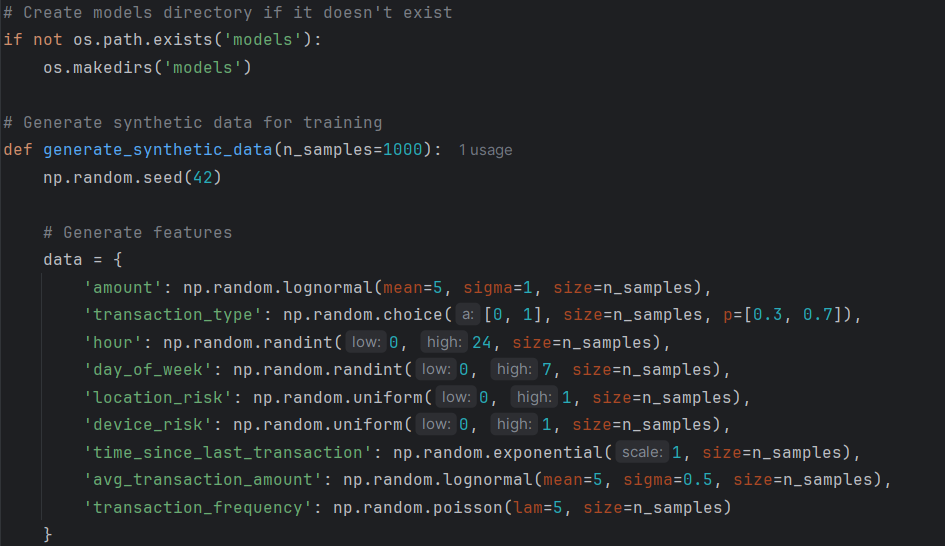 # Create models directory if it doesn't exist
if not os.path.exists('models'):
    os.makedirs('models')

# Generate synthetic data for training
def generate_synthetic_data(n_samples=1000):  1 usage
    np.random.seed(42)

    # Generate features
    data = {
        'amount': np.random.lognormal(mean=5, sigma=1, size=n_samples),
        'transaction_type': np.random.choice( a: [0, 1], size=n_samples, p=[0.3, 0.7]),
        'hour': np.random.randint( low: 0,  high: 24, size=n_samples),
        'day_of_week': np.random.randint( low: 0,  high: 7, size=n_samples),
        'location_risk': np.random.uniform( low: 0,  high: 1, size=n_samples),
        'device_risk': np.random.uniform( low: 0,  high: 1, size=n_samples),
        'time_since_last_transaction': np.random.exponential( scale: 1, size=n_samples),
        'avg_transaction_amount': np.random.lognormal(mean=5, sigma=0.5, size=n_samples),
        'transaction_frequency': np.random.poisson(lam=5, size=n_samples)
    }